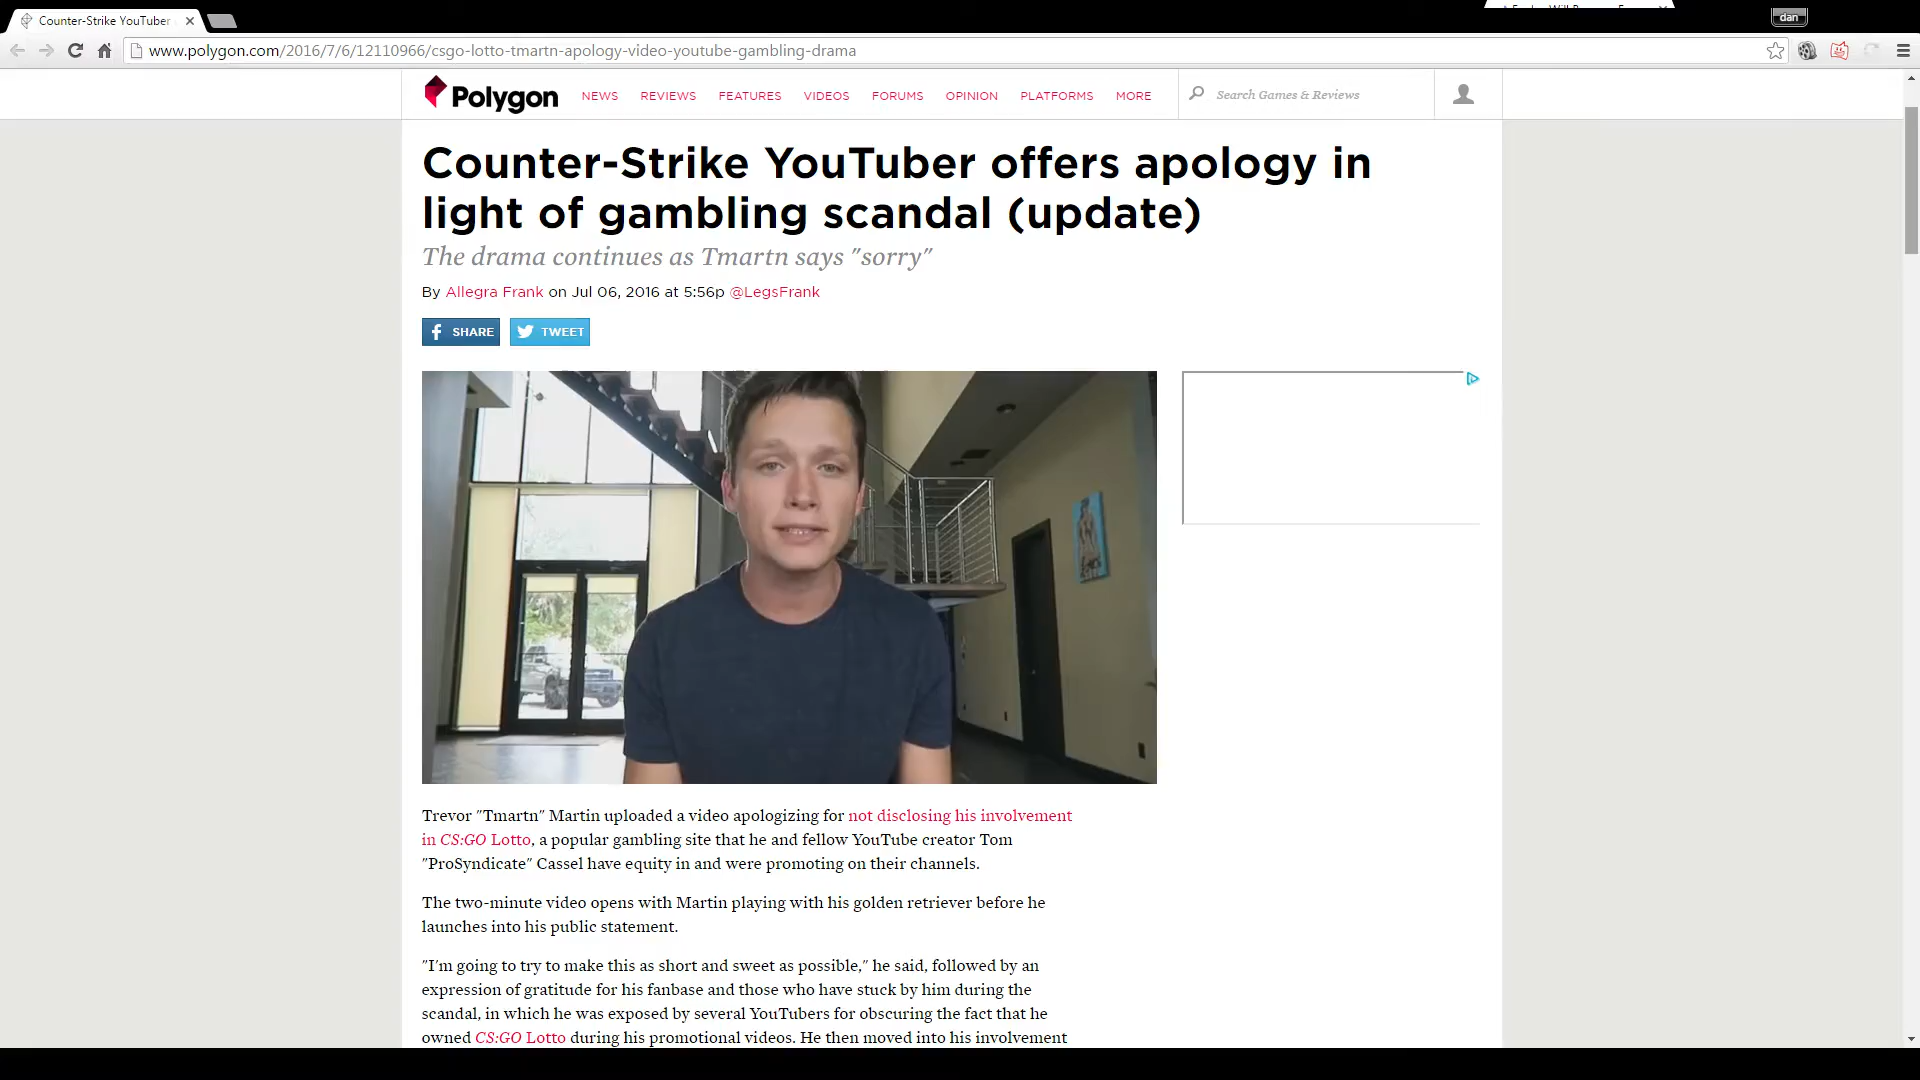 Counter-Strike YouTuber
dan
www.polygon.com/2016/7/6/12110966/csgo-lotto-tmartn-apology-video-youtube-gambling-drama
Polygon NEWS REVIEWS FEATURES VIDEOS FORUMS OPINION PLATFORMS MORE Search Games & Reviews
Counter-Strike YouTuber offers apology in
light of gambling scandal (update)
The drama continues as Tmartn says "sorry"
By Allegra Frank on Jul 06, 2016 at 5:56p @LegsFrank
SHARE TWEET
Trevor "Tmartn" Martin uploaded a video apologizing for not disclosing his involvement
in CS:GO Lotto, a popular gambling site that he and fellow YouTube creator Tom
"ProSyndicate" Cassel have equity in and were promoting on their channels.
The two-minute video opens with Martin playing with his golden retriever before he
launches into his public statement.
"I'm going to try to make this as short and sweet as possible," he said, followed by an
expression of gratitude for his fanbase and those who have stuck by him during the
scandal, in which he was exposed by several YouTubers for obscuring the fact that he
owned CS:GO Lotto during his promotional videos. He then moved into his involvement